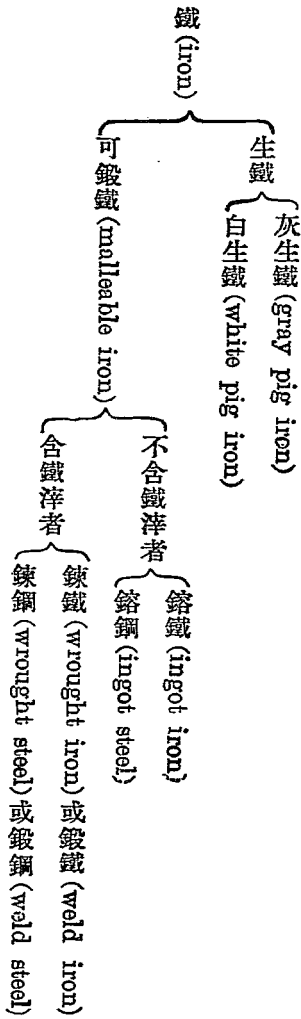 鐵(iron)
生鐵
灰生鐵(gray pig iron)
白生鐵(white pig iron)
可鍛鐵(malleable iron)
不含鐵滓者
鎔鐵(ingot iron)
鎔鋼(ingot steel)
含鐵滓者
鍊鐵(wrought iron)或鍛鐵(weld iron)
鍊鋼(wrought steel)或鍛鋼(weld steel)